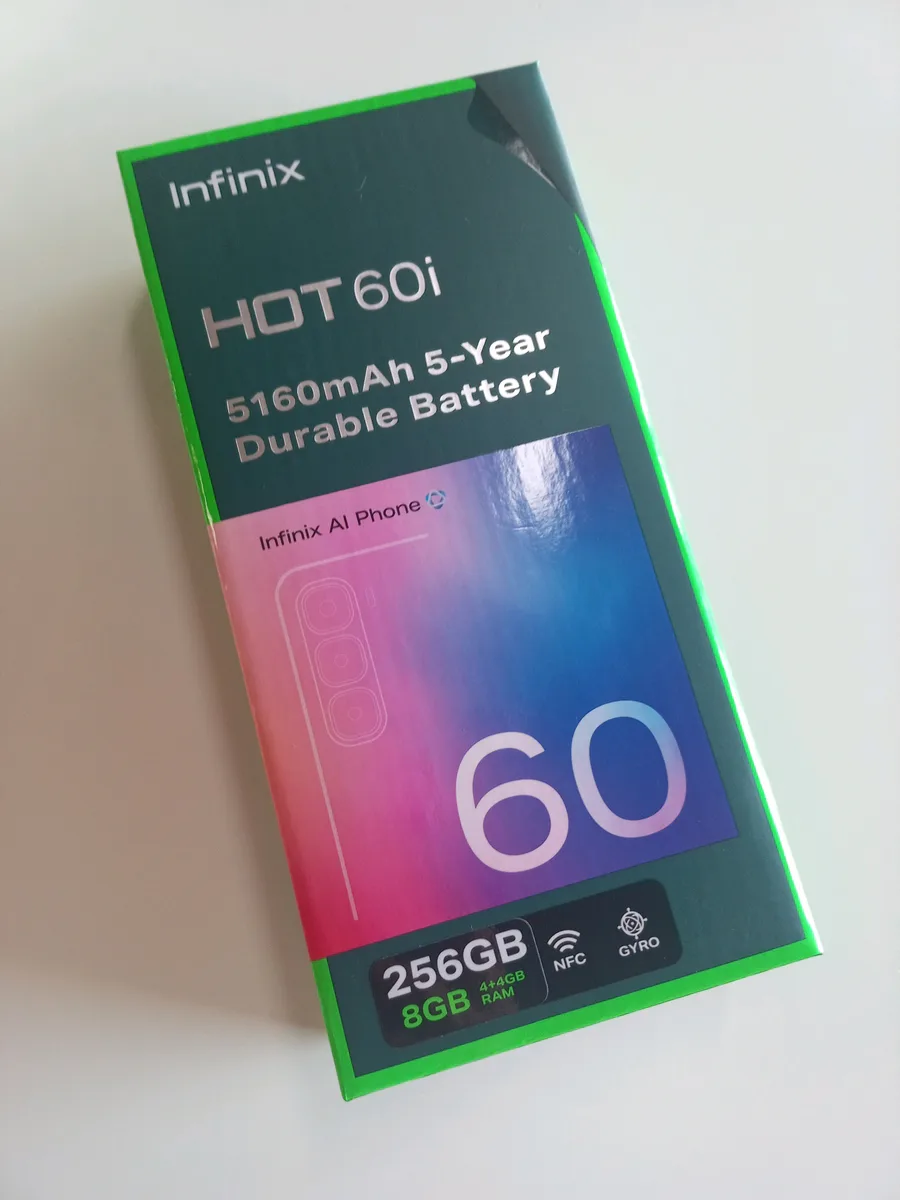 Infinix
HOT 60i
5160mAh 5-Year
Durable Battery
Infinix AI Phone
60
256GB
8GB 4+4GB
RAM
NFC
GYRO